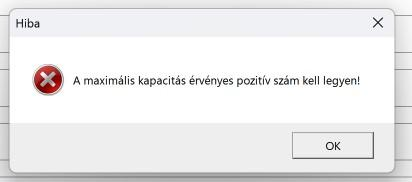 Hiba
A maximális kapacitás érvényes pozitív szám kell legyen!
OK